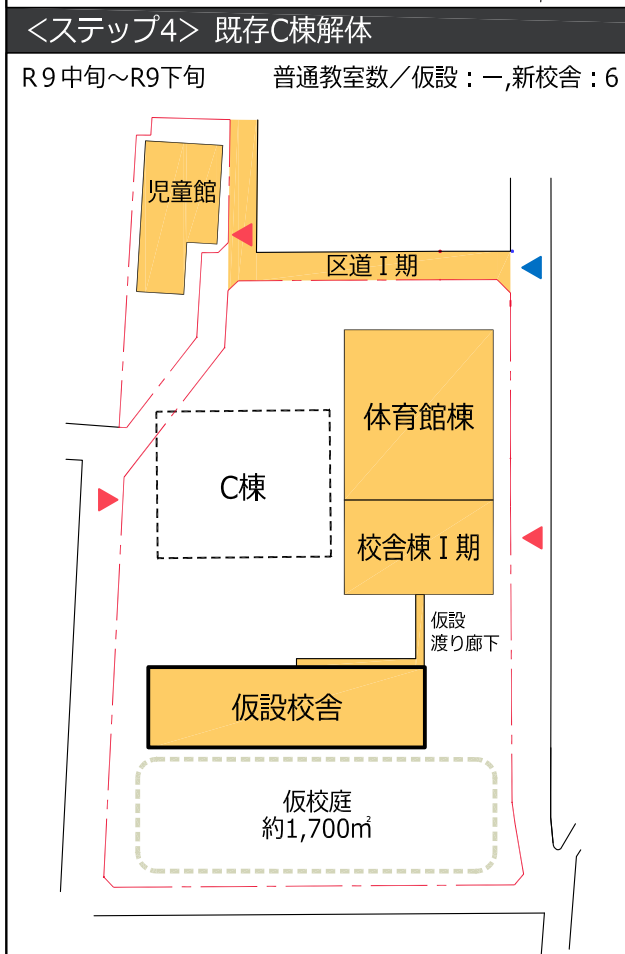 <ステップ4> 既存C棟解体
R9中旬～R9下旬 普通教室数／仮設：－,新校舎：6
児童館
区道Ⅰ期
体育館棟
C棟
校舎棟Ⅰ期
仮設
渡り廊下
仮設校舎
仮校庭
約1,700㎡